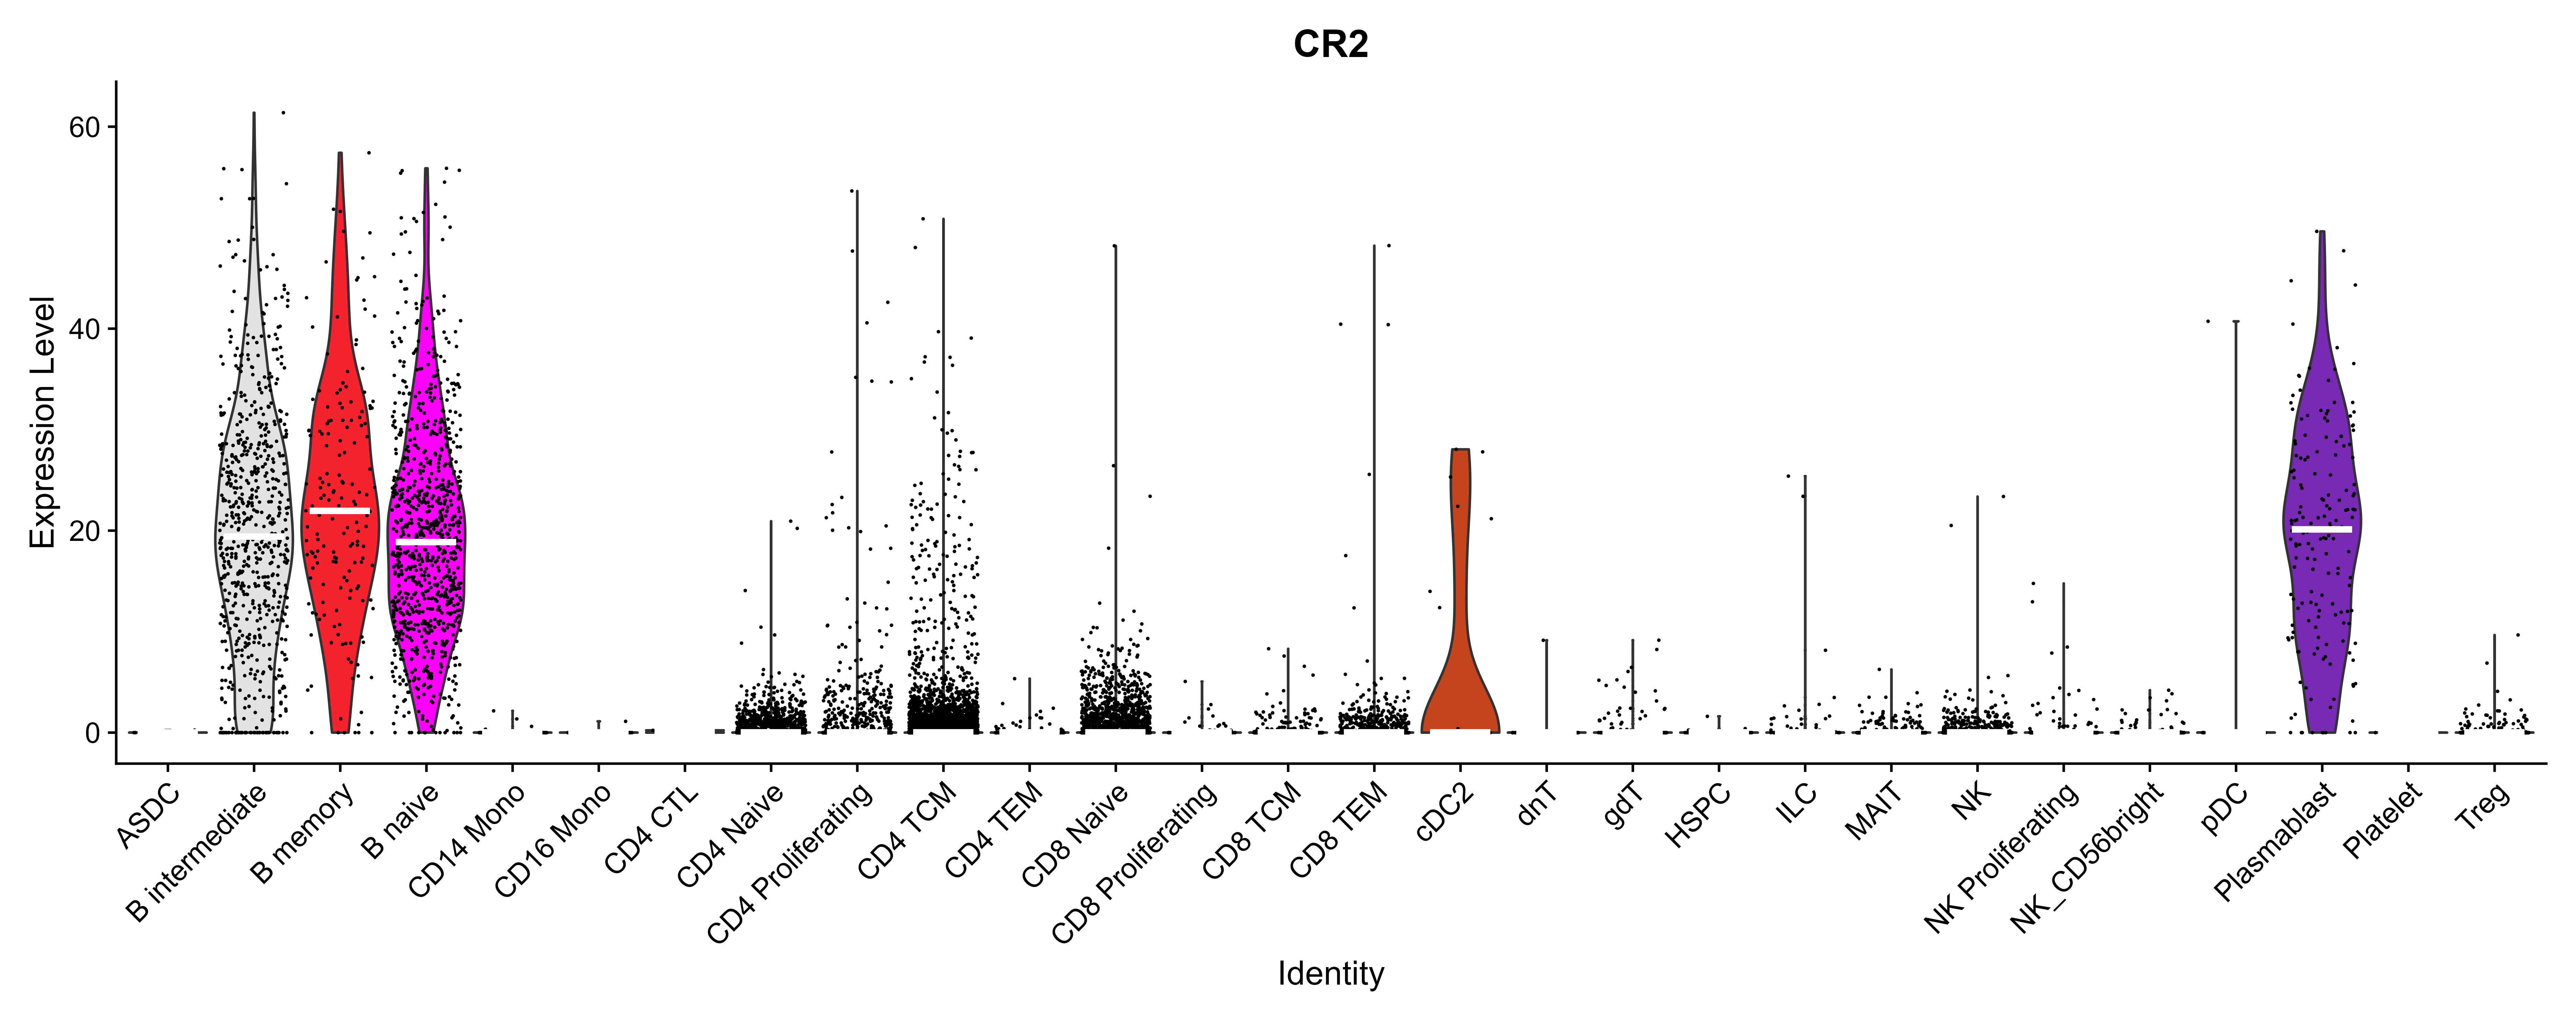 CR2
Expression Level
60
40
20
0
ASDC
B intermediate
B memory
B naive
CD14 Mono
CD16 Mono
CD4 CTL
CD4 Naive
CD4 Proliferating
CD4 TCM
CD4 TEM
CD8 Naive
CD8 Proliferating
CD8 TCM
CD8 TEM
cDC2
dnT
gdT
HSPC
ILC
MAIT
NK
NK Proliferating
NK_CD56bright
pDC
Plasmablast
Platelet
Treg
Identity